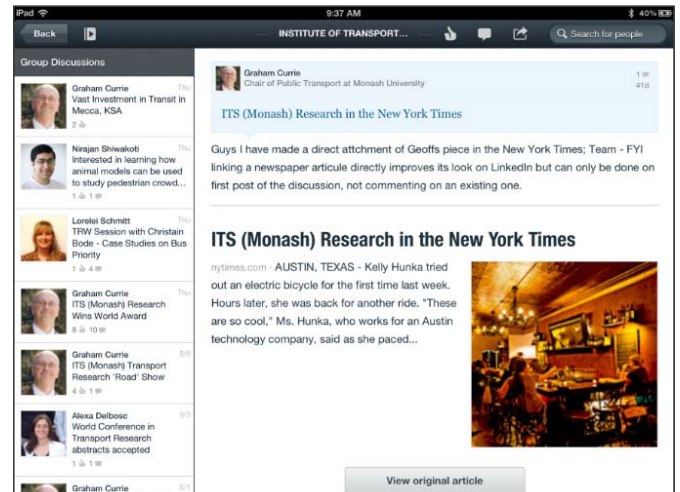 iPad
9:37 AM
40%
Back
INSTITUTE OF TRANSPORT...
Search for people
Group Discussions
Graham Currie
Thu
Vast Investment in Transit in
Mecca, KSA
2
Nirajan Shiwakoti
Thu
Interested in learning how
animal models can be used
to study pedestrian crowd...
1 1
Lorelei Schmitt
Thu
TRW Session with Christain
Bode - Case Studies on Bus
Priority
1 4
Graham Currie
Thu
ITS (Monash) Research
Wins World Award
8 10
Graham Currie
8/8
ITS (Monash) Transport
Research 'Road' Show
4 1
Alexa Delbosc
8/3
World Conference in
Transport Research
abstracts accepted
1 1
Graham Currie
8/1
Graham Currie
Chair of Public Transport at Monash University
1
41d
ITS (Monash) Research in the New York Times
Guys I have made a direct attchment of Geoffs piece in the New York Times; Team - FYI
linking a newspaper articule directly improves its look on LinkedIn but can only be done on
first post of the discussion, not commenting on an existing one.
ITS (Monash) Research in the New York Times
nytimes.com · AUSTIN, TEXAS - Kelly Hunka tried
out an electric bicycle for the first time last week.
Hours later, she was back for another ride. "These
are so cool," Ms. Hunka, who works for an Austin
technology company, said as she paced...
View original article